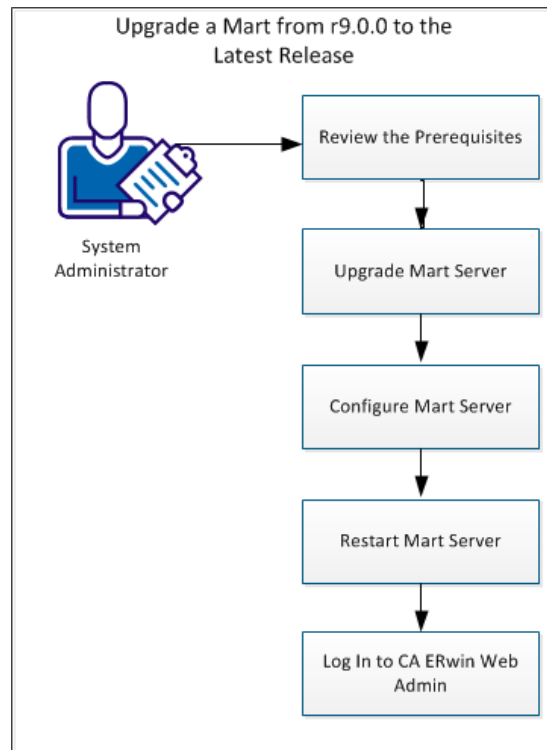 Upgrade a Mart from r9.0.0 to the
Latest Release
Review the Prerequisites
System
Administrator
Upgrade Mart Server
Configure Mart Server
Restart Mart Server
Log In to CA ERwin Web
Admin